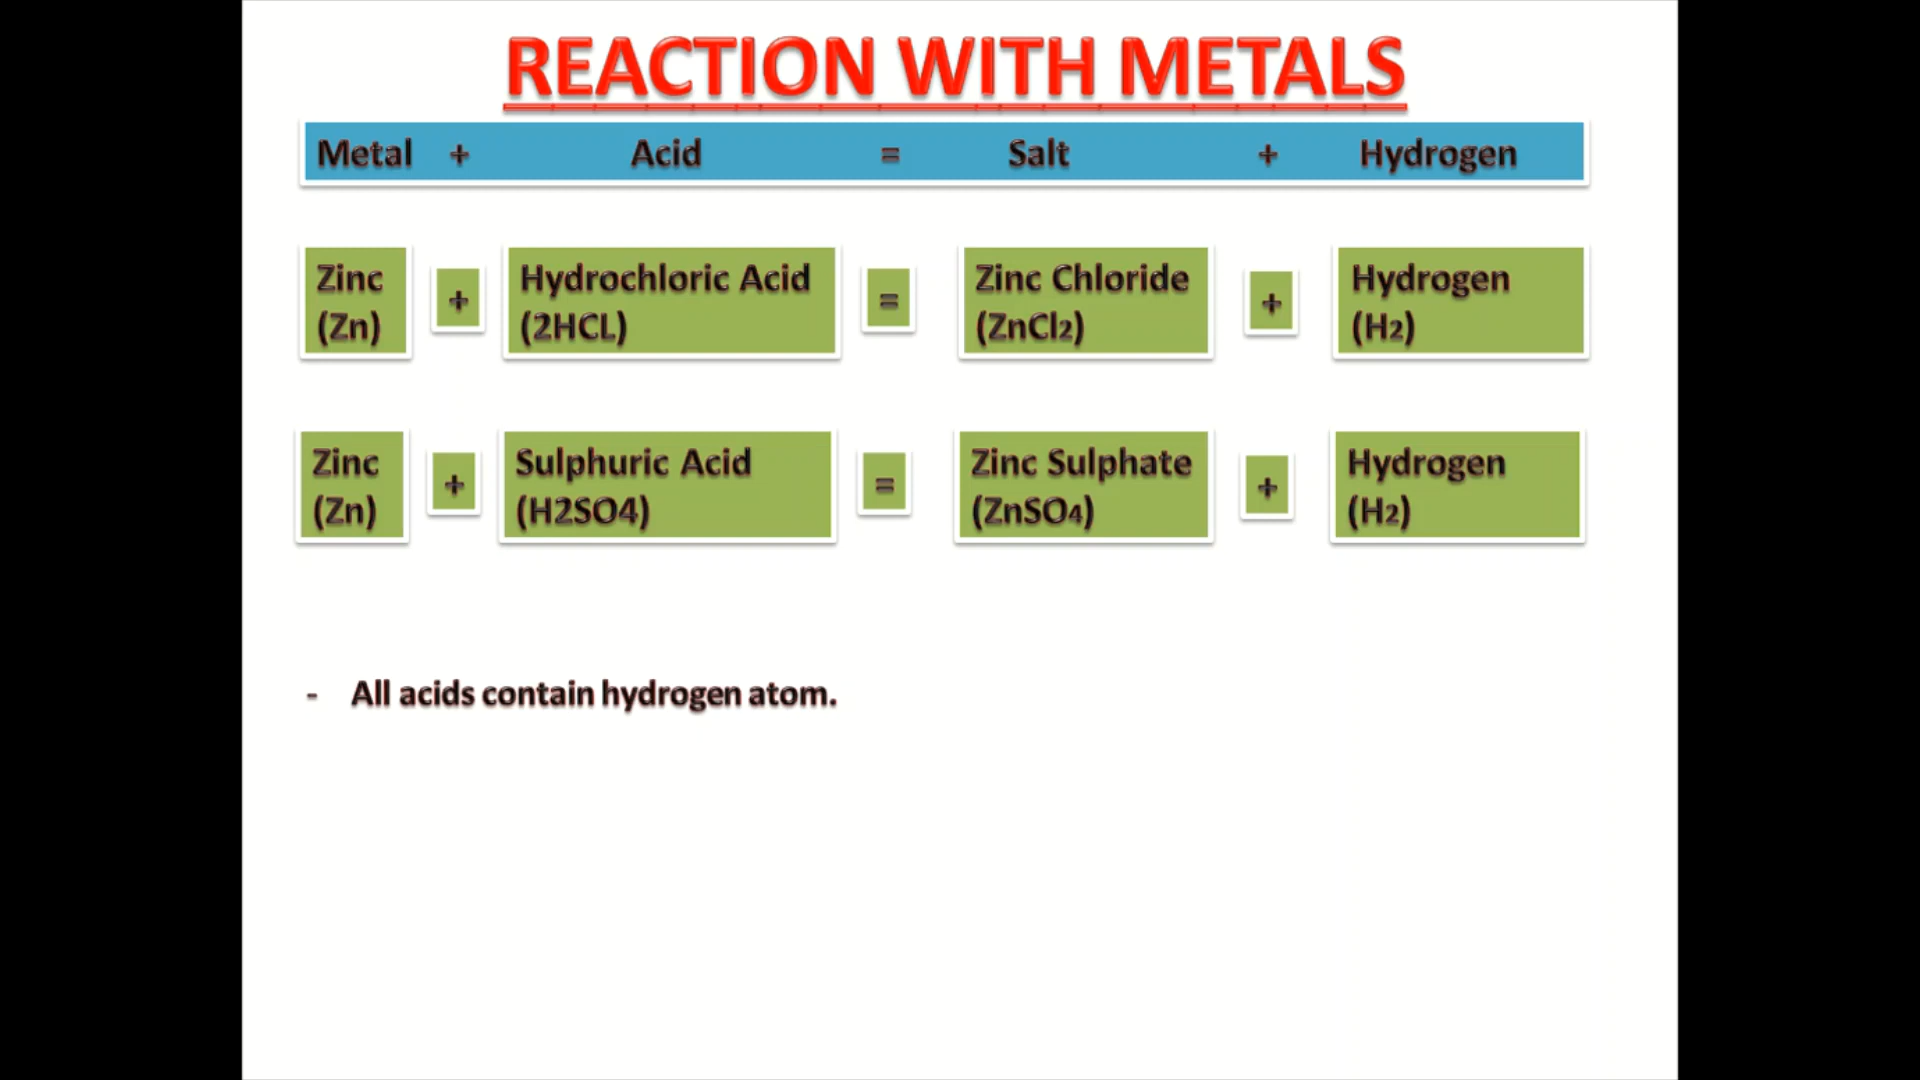 REACTION WITH METALS
Metal + Acid = Salt + Hydrogen
Zinc (Zn) + Hydrochloric Acid (2HCL) = Zinc Chloride (ZnCl2) + Hydrogen (H2)
Zinc (Zn) + Sulphuric Acid (H2SO4) = Zinc Sulphate (ZnSO4) + Hydrogen (H2)
- All acids contain hydrogen atom.